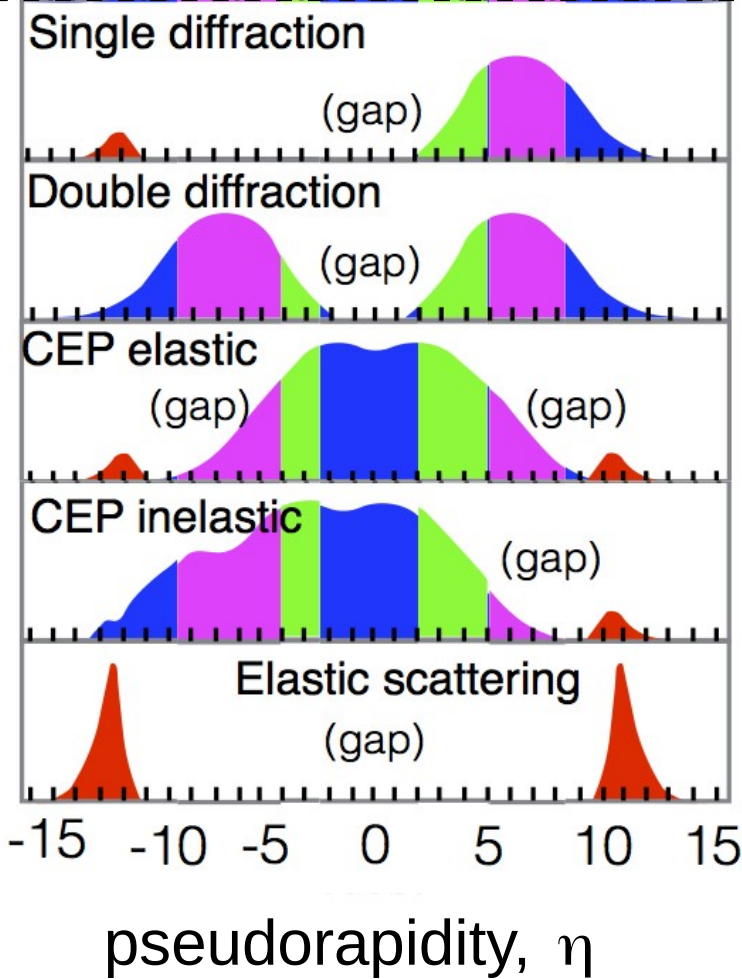 Single diffraction
(gap)
Double diffraction
(gap)
CEP elastic
(gap) (gap)
CEP inelastic
(gap)
Elastic scattering
(gap)
-15 -10 -5 0 5 10 15
pseudorapidity, η